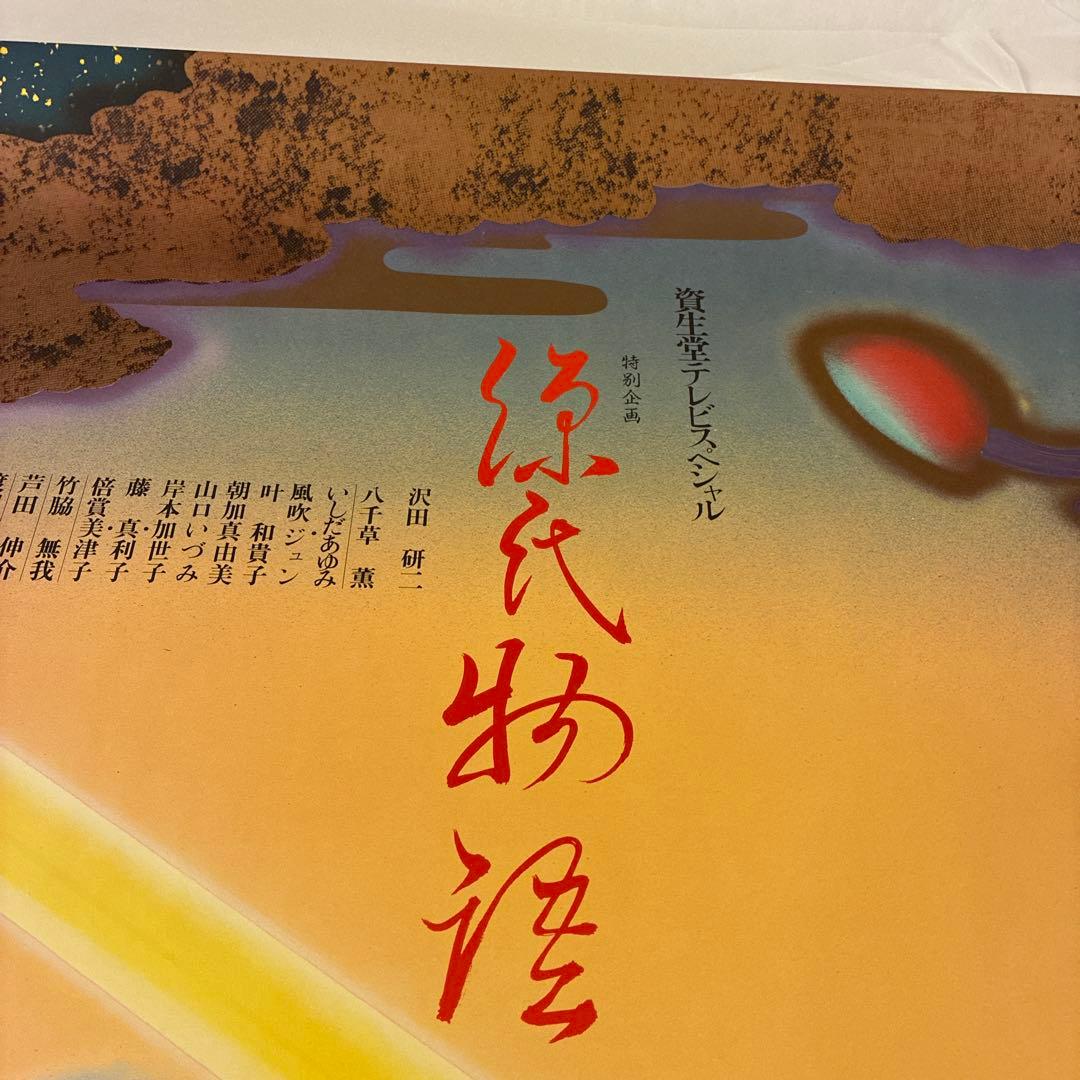 資生堂テレビスペシャル
特別企画
源氏物語
沢田 研二
八千草 薫
いしだあゆみ
風吹・ジュン
叶 和貴子
朝加真由美
山口いづみ
岸本・加世子
藤 真利子
倍賞・美津子
竹脇 無我
芦田 伸介